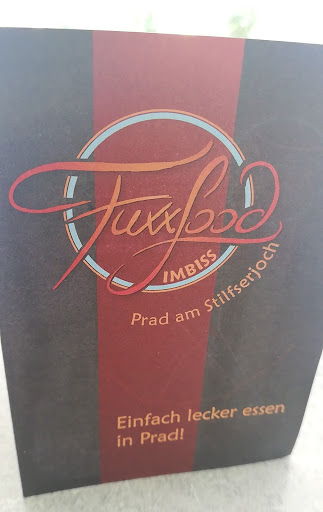 Fuxxfood
IMBISS
Prad am Stilfserjoch
Einfach lecker essen
in Prad!